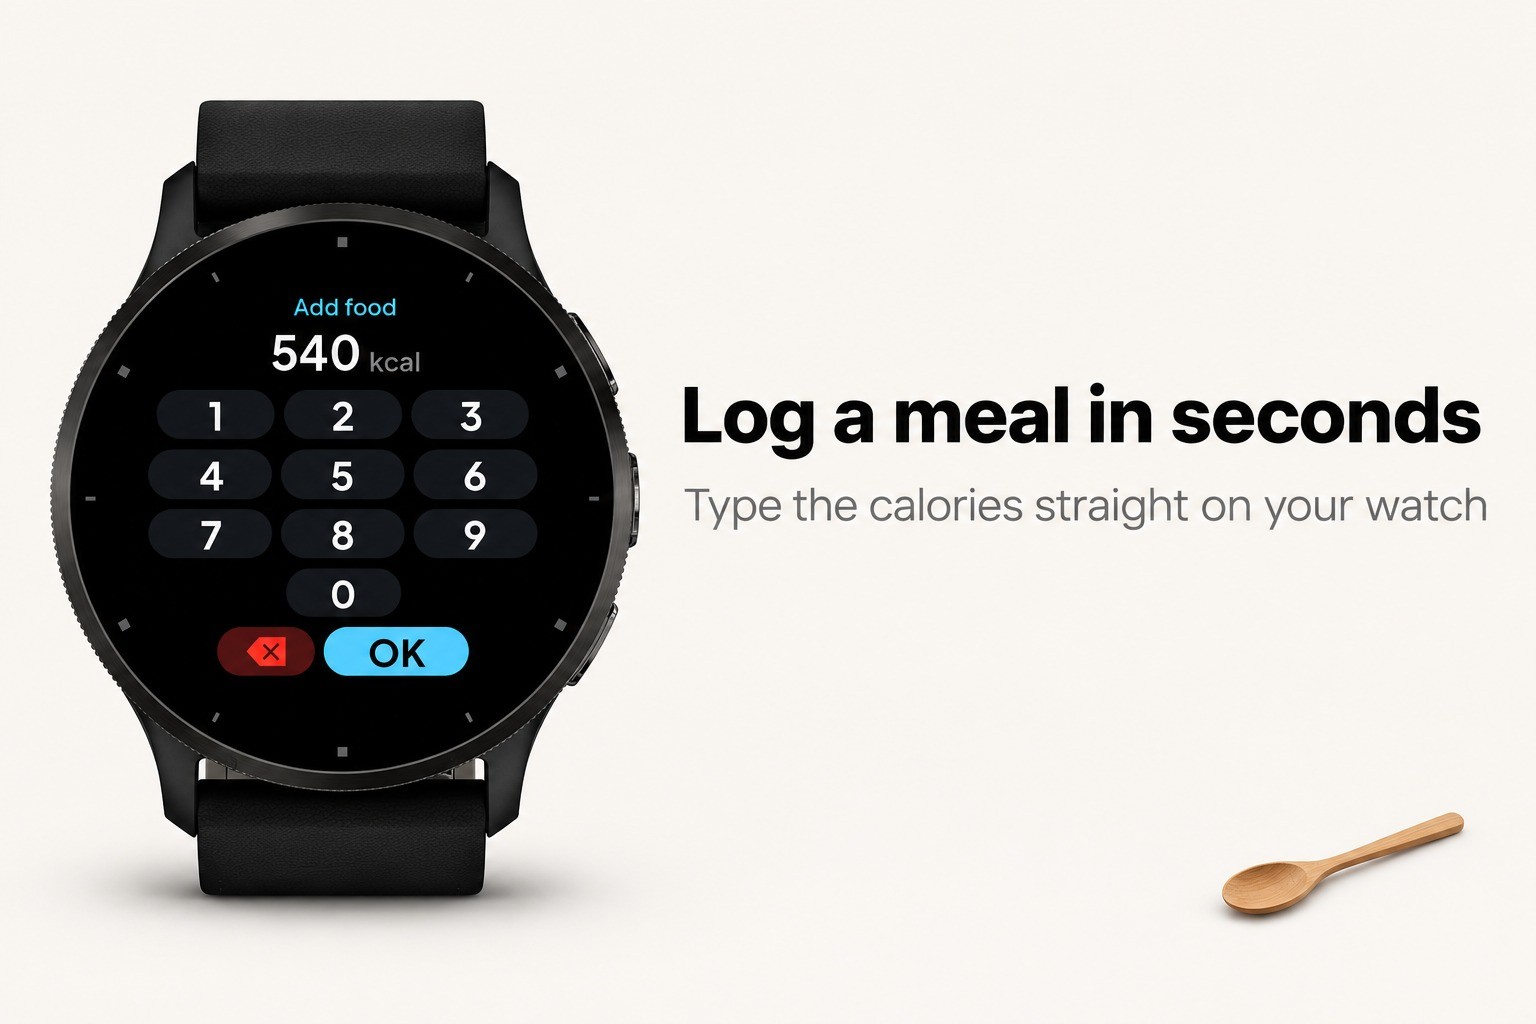 Add food
540 kcal
1 2 3
4 5 6
7 8 9
0
OK
Log a meal in seconds
Type the calories straight on your watch